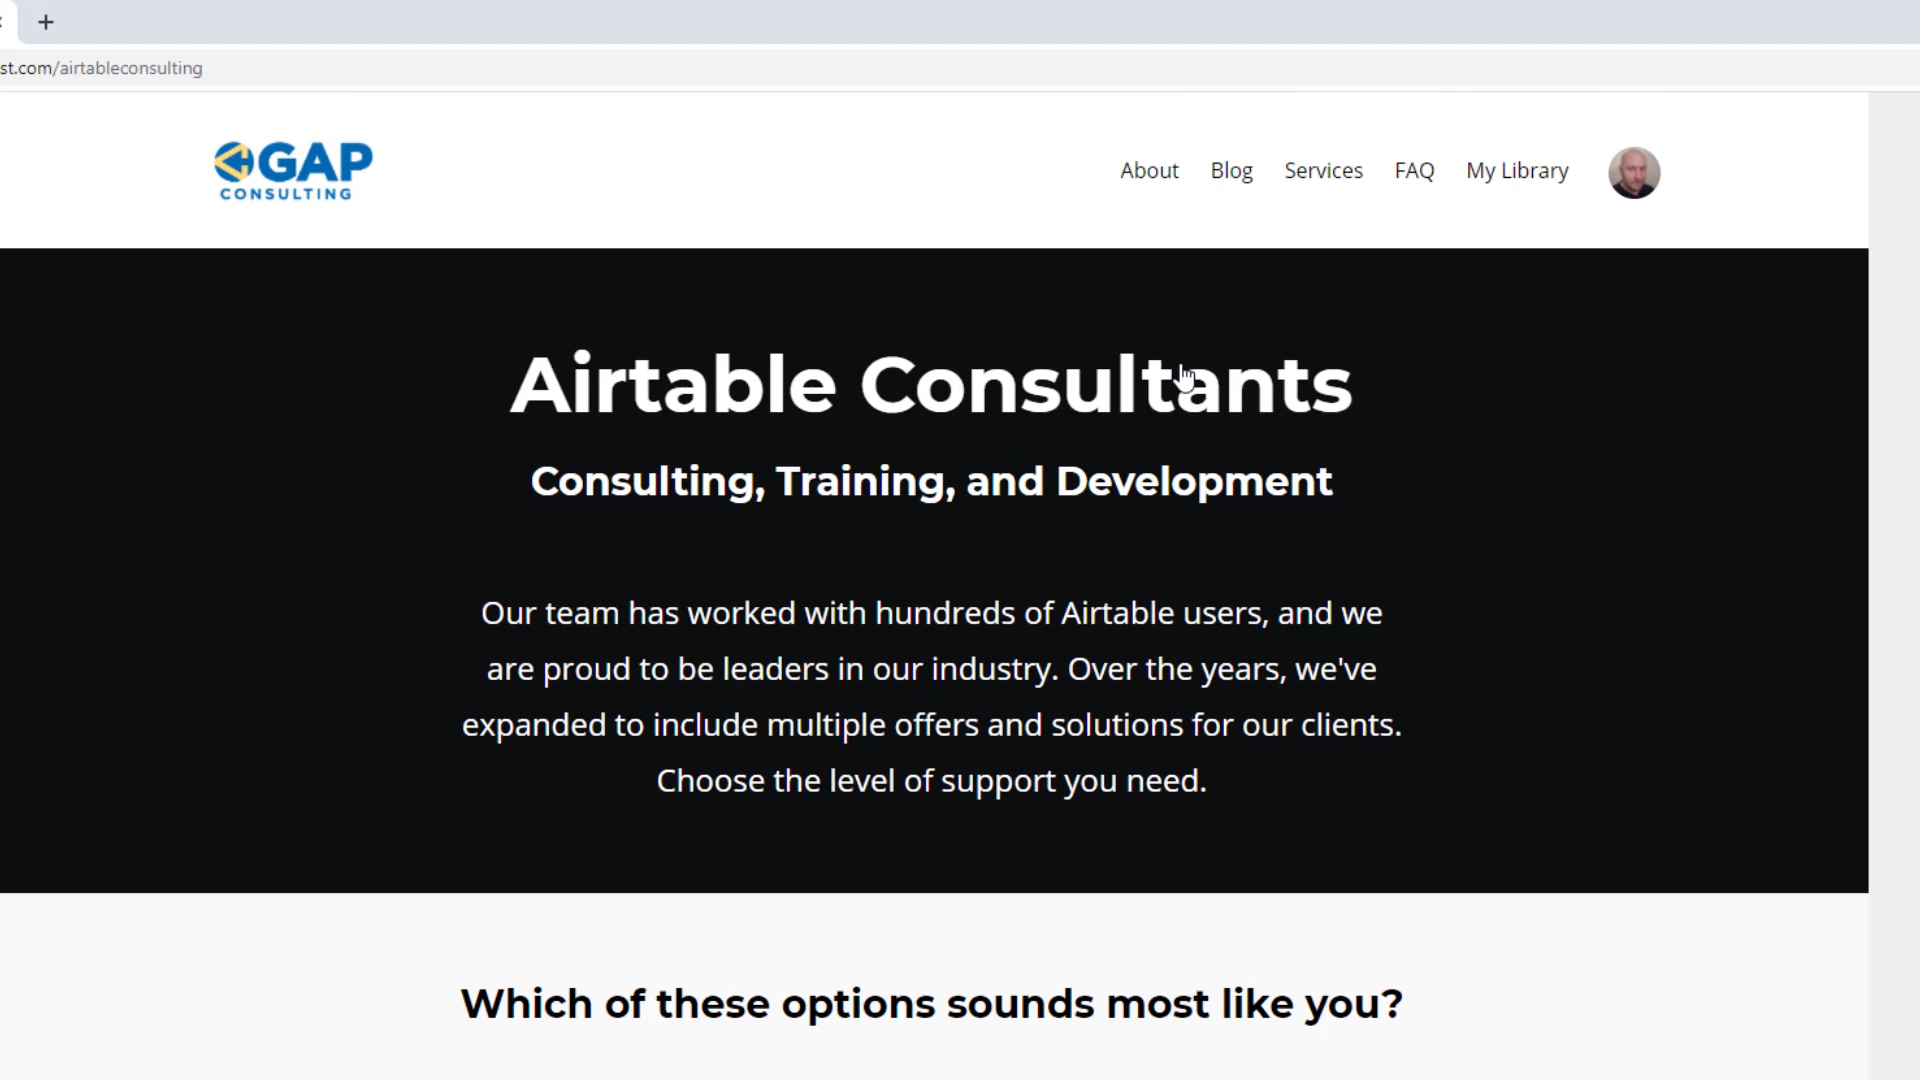 st.com/airtableconsulting
GAP
CONSULTING
About Blog Services FAQ My Library
Airtable Consultants
Consulting, Training, and Development
Our team has worked with hundreds of Airtable users, and we
are proud to be leaders in our industry. Over the years, we've
expanded to include multiple offers and solutions for our clients.
Choose the level of support you need.
Which of these options sounds most like you?